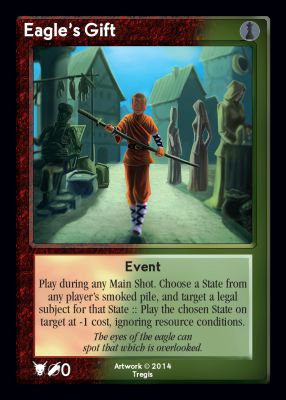 Eagle's Gift
Event
Play during any Main Shot. Choose a State from
any player's smoked pile, and target a legal
subject for that State :: Play the chosen State on
target at -1 cost, ignoring resource conditions.
The eyes of the eagle can
spot that which is overlooked.
0
Artwork © 2014
Tregis